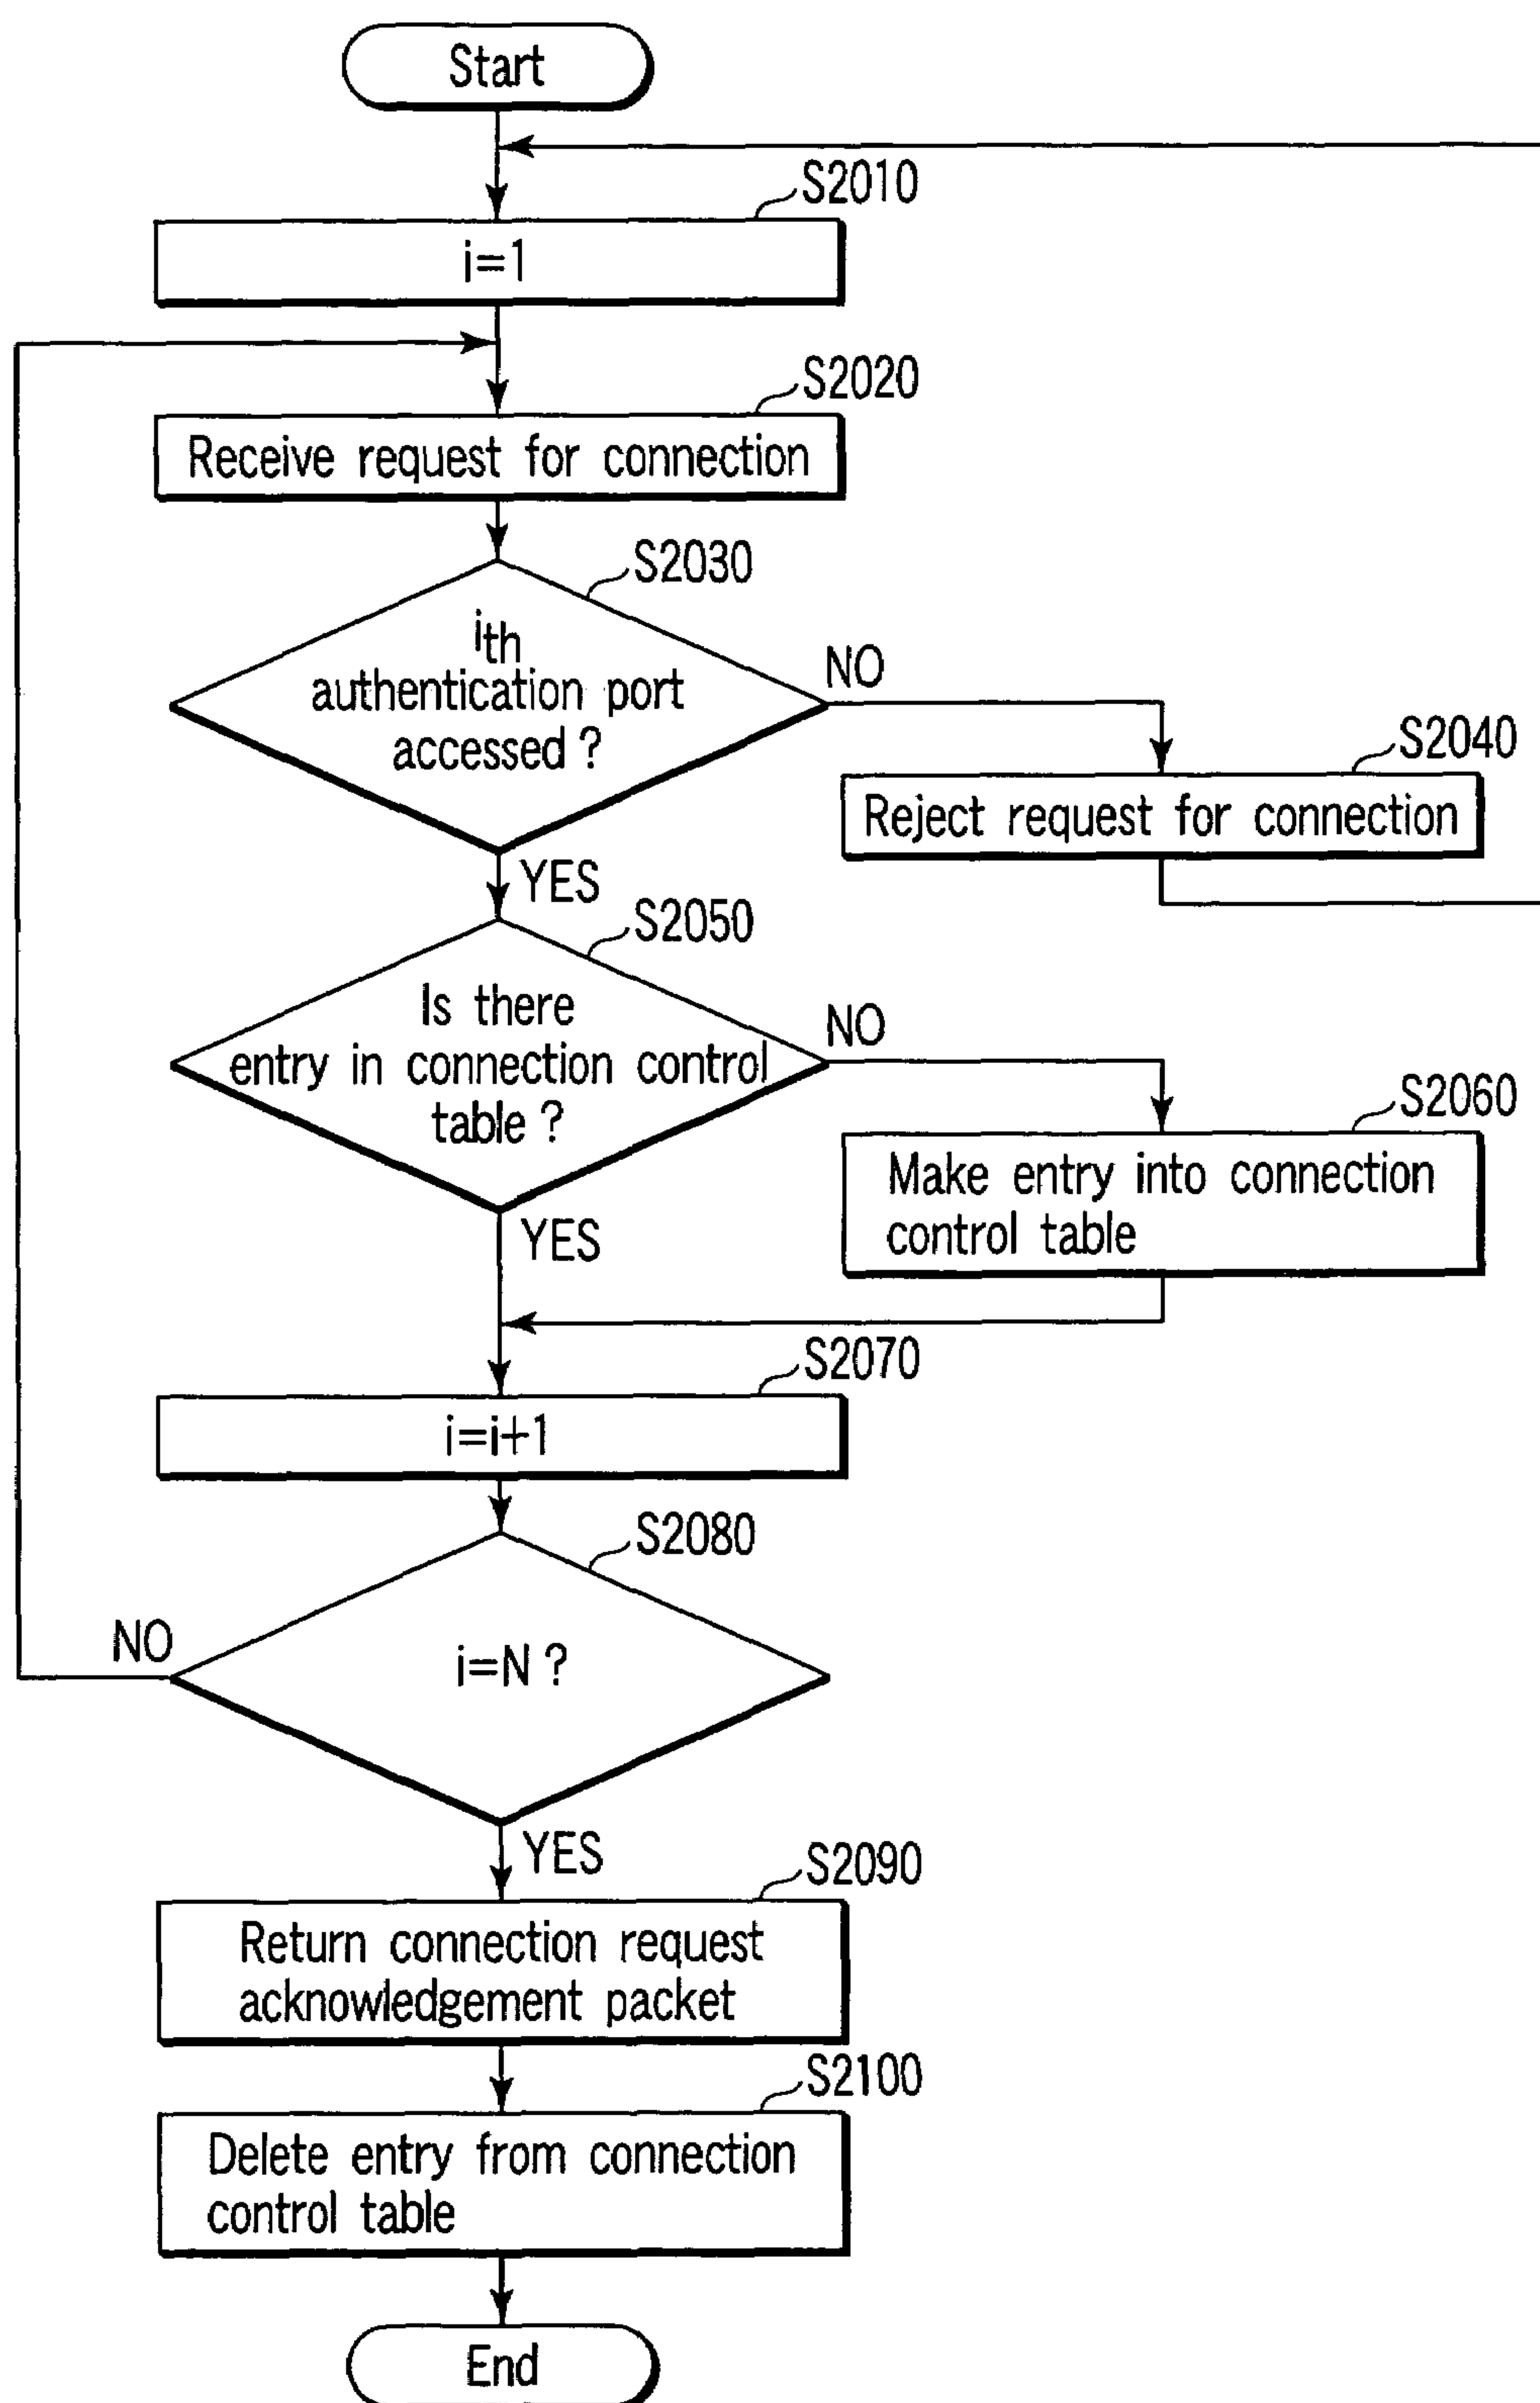 Start
S2010
i=1
S2020
Receive request for connection
S2030
ith
authentication port
accessed ?
NO
S2040
Reject request for connection
YES
S2050
Is there
entry in connection control
table ?
NO
S2060
Make entry into connection
control table
YES
S2070
i=i+1
S2080
NO
i=N ?
YES
S2090
Return connection request
acknowledgement packet
S2100
Delete entry from connection
control table
End